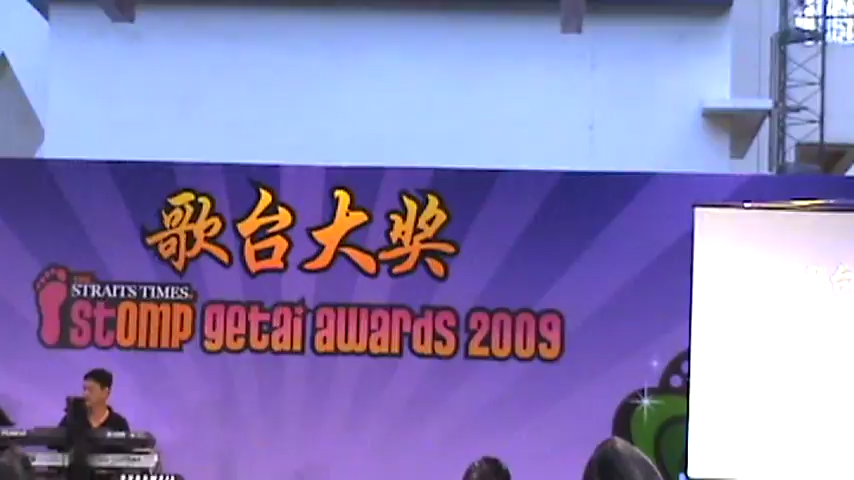 歌台大奖
THE STRAITS TIMES
stomp getai awards 2009